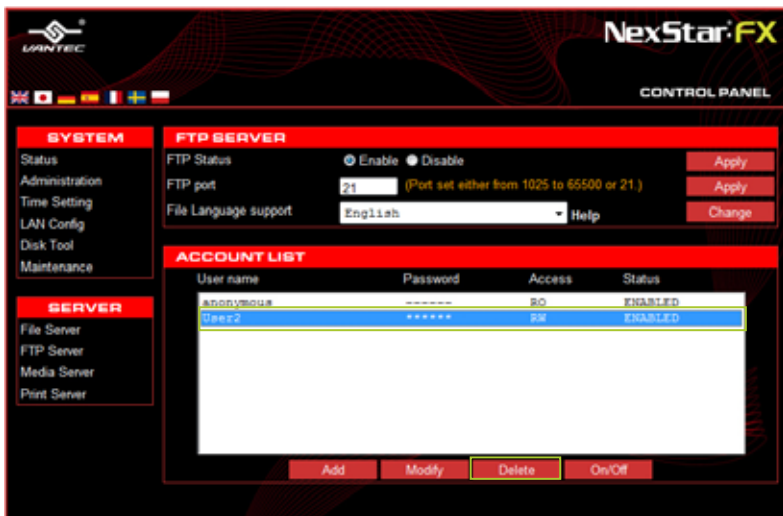 VANTEC
NexStar FX
CONTROL PANEL
SYSTEM
Status
Administration
Time Setting
LAN Config
Disk Tool
Maintenance
SERVER
File Server
FTP Server
Media Server
Print Server
FTP SERVER
FTP Status Enable Disable Apply
FTP port 21 (Port set either from 1025 to 65500 or 21.) Apply
File Language support English Help Change
ACCOUNT LIST
User name Password Access Status
anonymous ------ RO ENABLED
User2 ****** RW ENABLED
Add Modify Delete On/Off